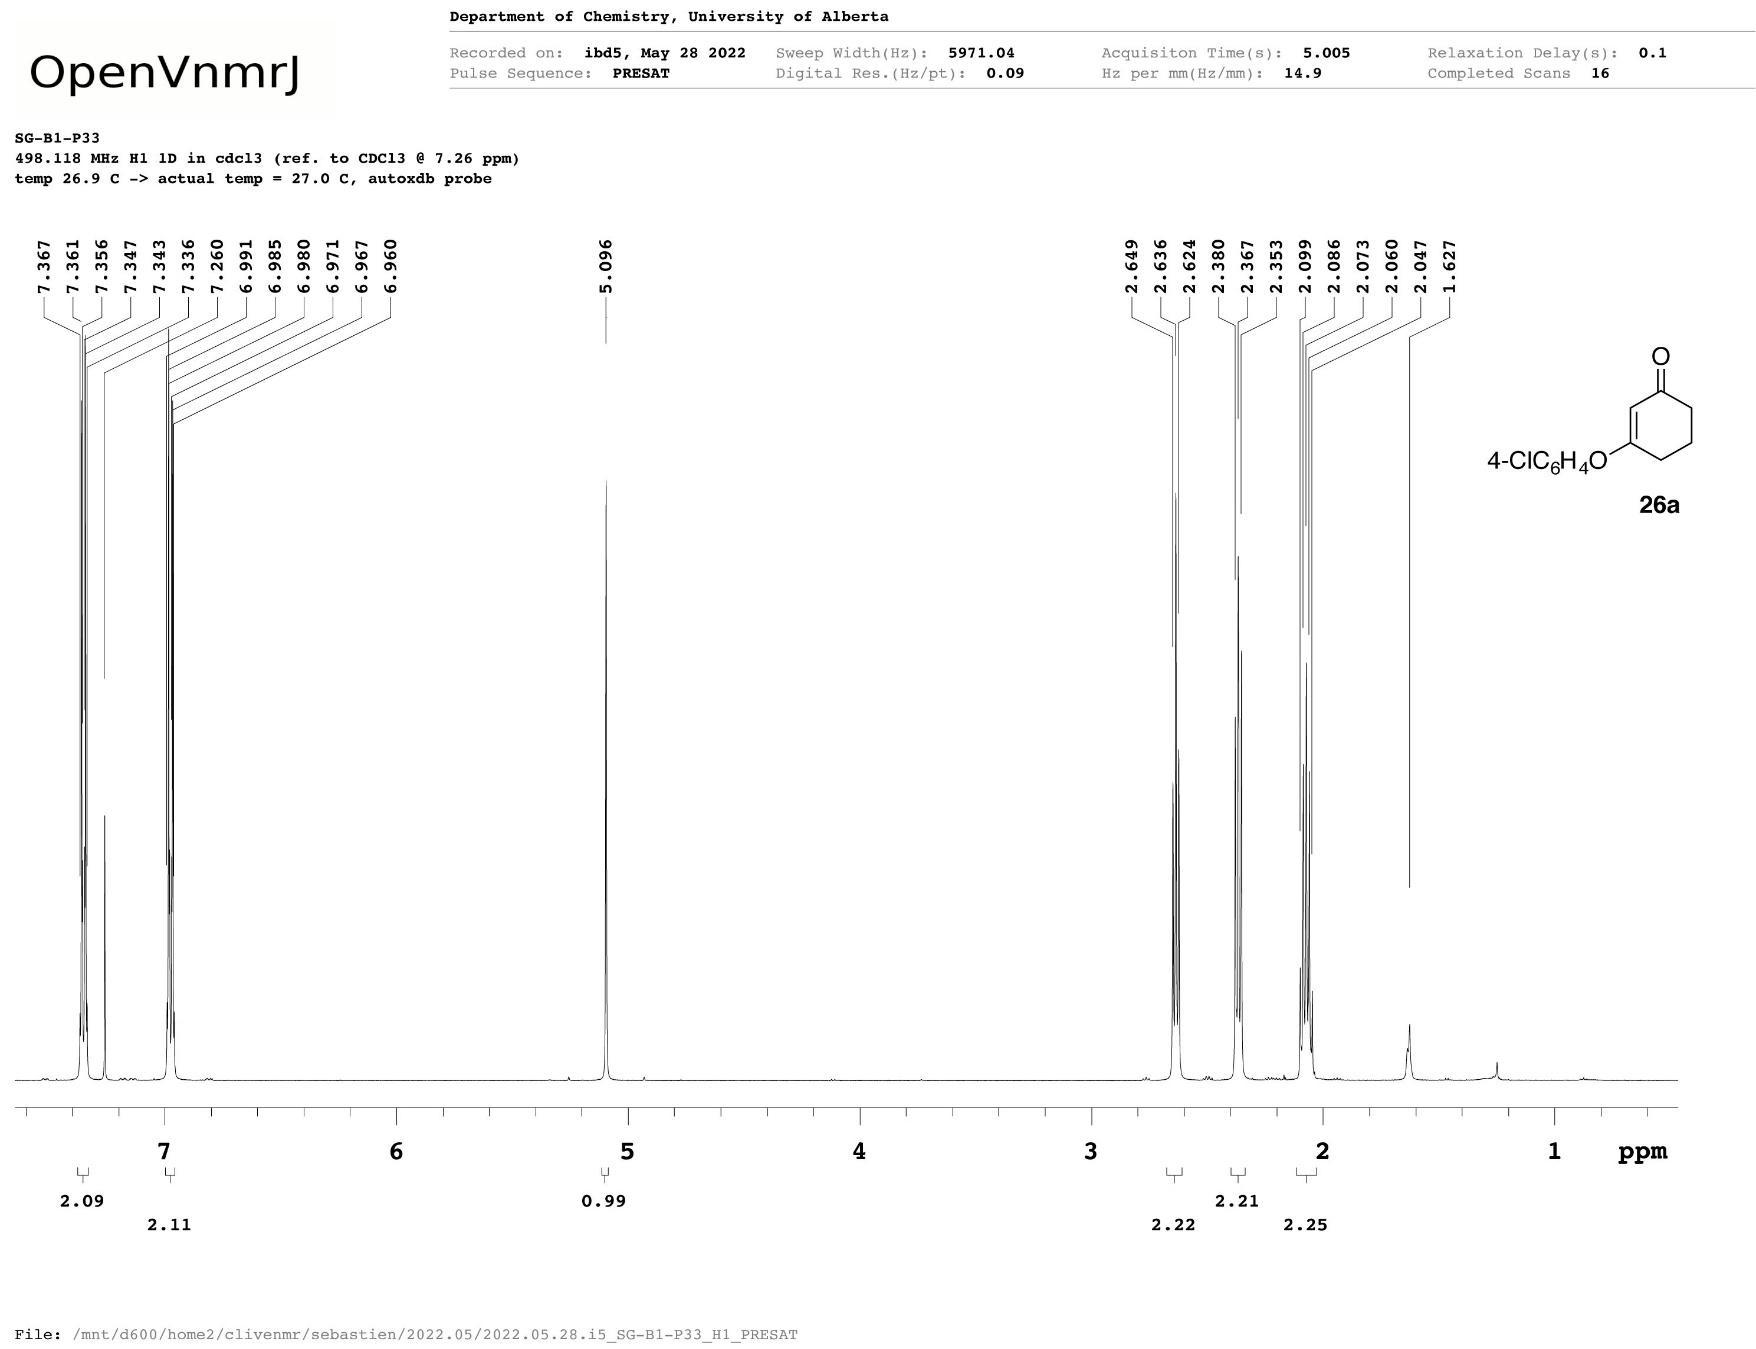 Department of Chemistry, University of Alberta
OpenVnmrJ
Recorded on: ibd5, May 28 2022 Sweep Width(Hz): 5971.04 Acquisiton Time(s): 5.005 Relaxation Delay(s): 0.1
Pulse Sequence: PRESAT Digital Res.(Hz/pt): 0.09 Hz per mm(Hz/mm): 14.9 Completed Scans 16
SG-B1-P33
498.118 MHz H1 1D in cdcl3 (ref. to CDCl3 @ 7.26 ppm)
temp 26.9 C -> actual temp = 27.0 C, autoxdb probe
7.367 7.361 7.356 7.347 7.343 7.336 7.260 6.991 6.985 6.980 6.971 6.967 6.960 5.096 2.649 2.636 2.624 2.380 2.367 2.353 2.099 2.086 2.073 2.060 2.047 1.627
O
4-ClC6H4O
26a
7 6 5 4 3 2 1 ppm
2.09 0.99 2.21
2.11 2.22 2.25
File: /mnt/d600/home2/clivenmr/sebastien/2022.05/2022.05.28.i5_SG-B1-P33_H1_PRESAT